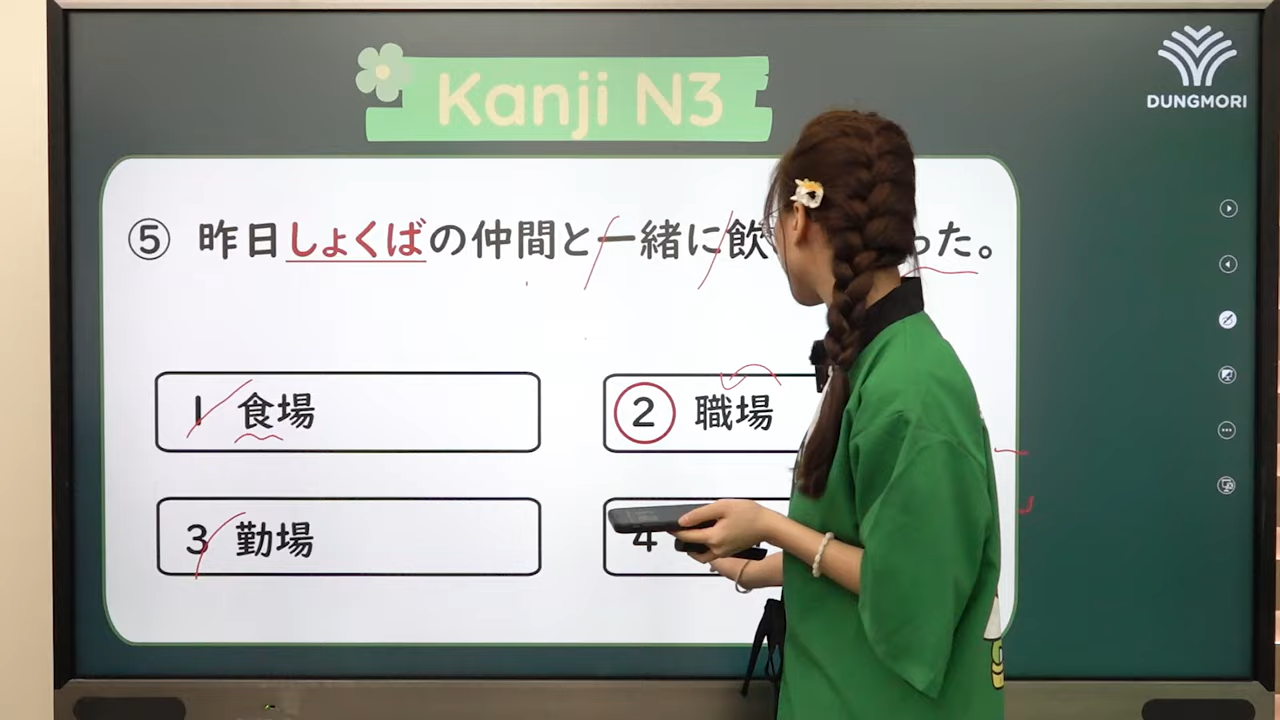 Kanji N3
DUNGMORI
⑤ 昨日しょくばの仲間と一緒に飲 った。
1 食場
2 職場
3 勤場
4